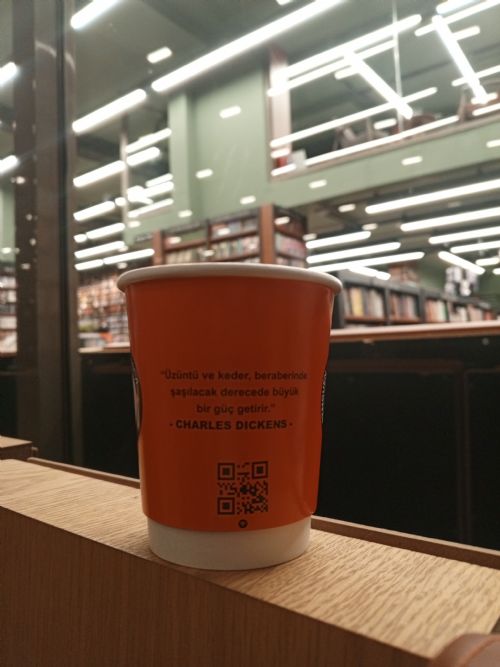 "Üzüntü ve keder, beraberinde
şaşılacak derecede büyük
bir güç getirir."
- CHARLES DICKENS -